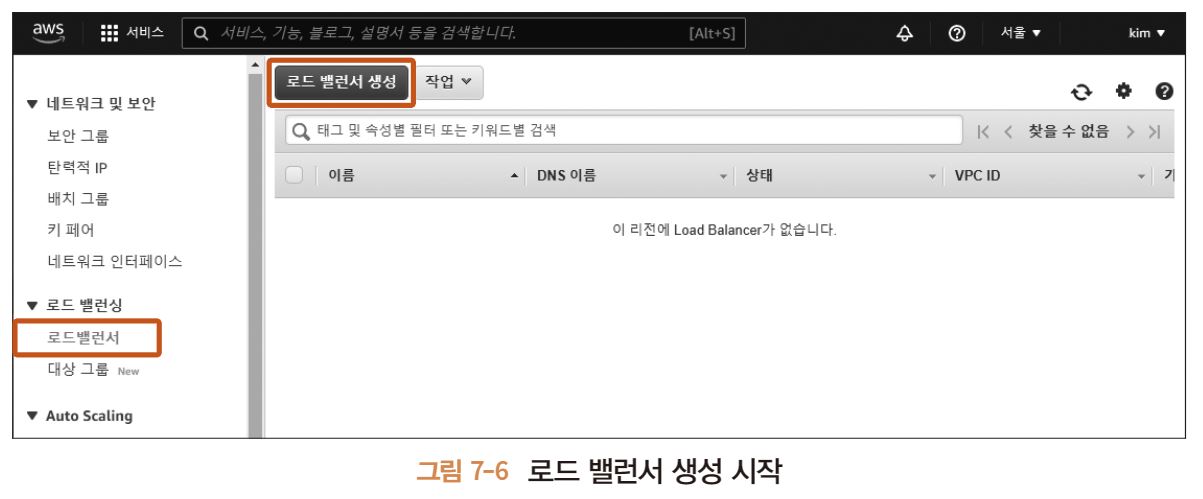 aws 서비스 서비스, 기능, 블로그, 설명서 등을 검색합니다. [Alt+S] 서울 ▼ kim ▼
로드 밸런서 생성 작업
▼ 네트워크 및 보안
보안 그룹
탄력적 IP
배치 그룹
키 페어
네트워크 인터페이스
▼ 로드 밸런싱
로드밸런서
대상 그룹 New
▼ Auto Scaling
태그 및 속성별 필터 또는 키워드별 검색 찾을 수 없음
이름 DNS 이름 상태 VPC ID
이 리전에 Load Balancer가 없습니다.
그림 7-6 로드 밸런서 생성 시작